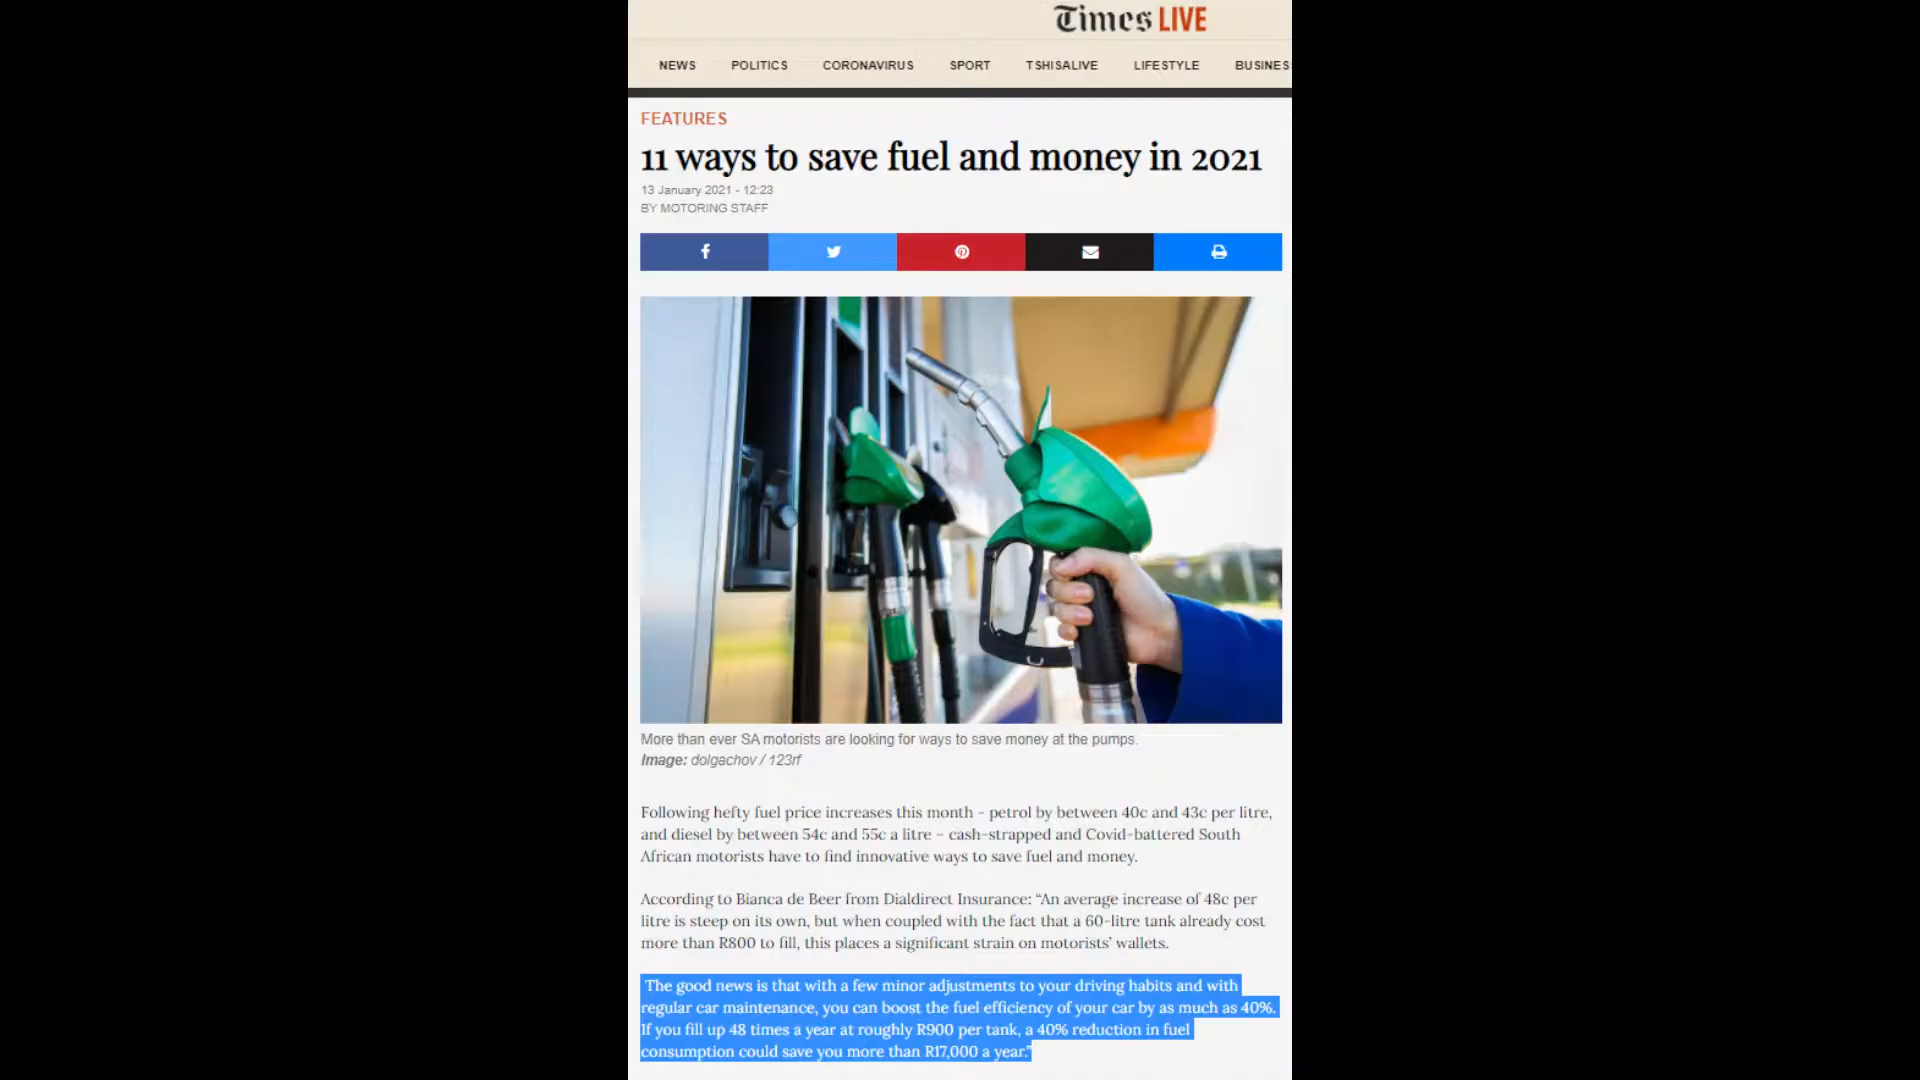 Times LIVE
NEWS POLITICS CORONAVIRUS SPORT TSHISALIVE LIFESTYLE BUSINES
FEATURES
11 ways to save fuel and money in 2021
13 January 2021 - 12:23
BY MOTORING STAFF
More than ever SA motorists are looking for ways to save money at the pumps.
Image: dolgachov / 123rf
Following hefty fuel price increases this month - petrol by between 40c and 43c per litre,
and diesel by between 54c and 55c a litre – cash-strapped and Covid-battered South
African motorists have to find innovative ways to save fuel and money.
According to Bianca de Beer from Dialdirect Insurance: “An average increase of 48c per
litre is steep on its own, but when coupled with the fact that a 60-litre tank already cost
more than R800 to fill, this places a significant strain on motorists’ wallets.
The good news is that with a few minor adjustments to your driving habits and with
regular car maintenance, you can boost the fuel efficiency of your car by as much as 40%.
If you fill up 48 times a year at roughly R900 per tank, a 40% reduction in fuel
consumption could save you more than R17,000 a year.”